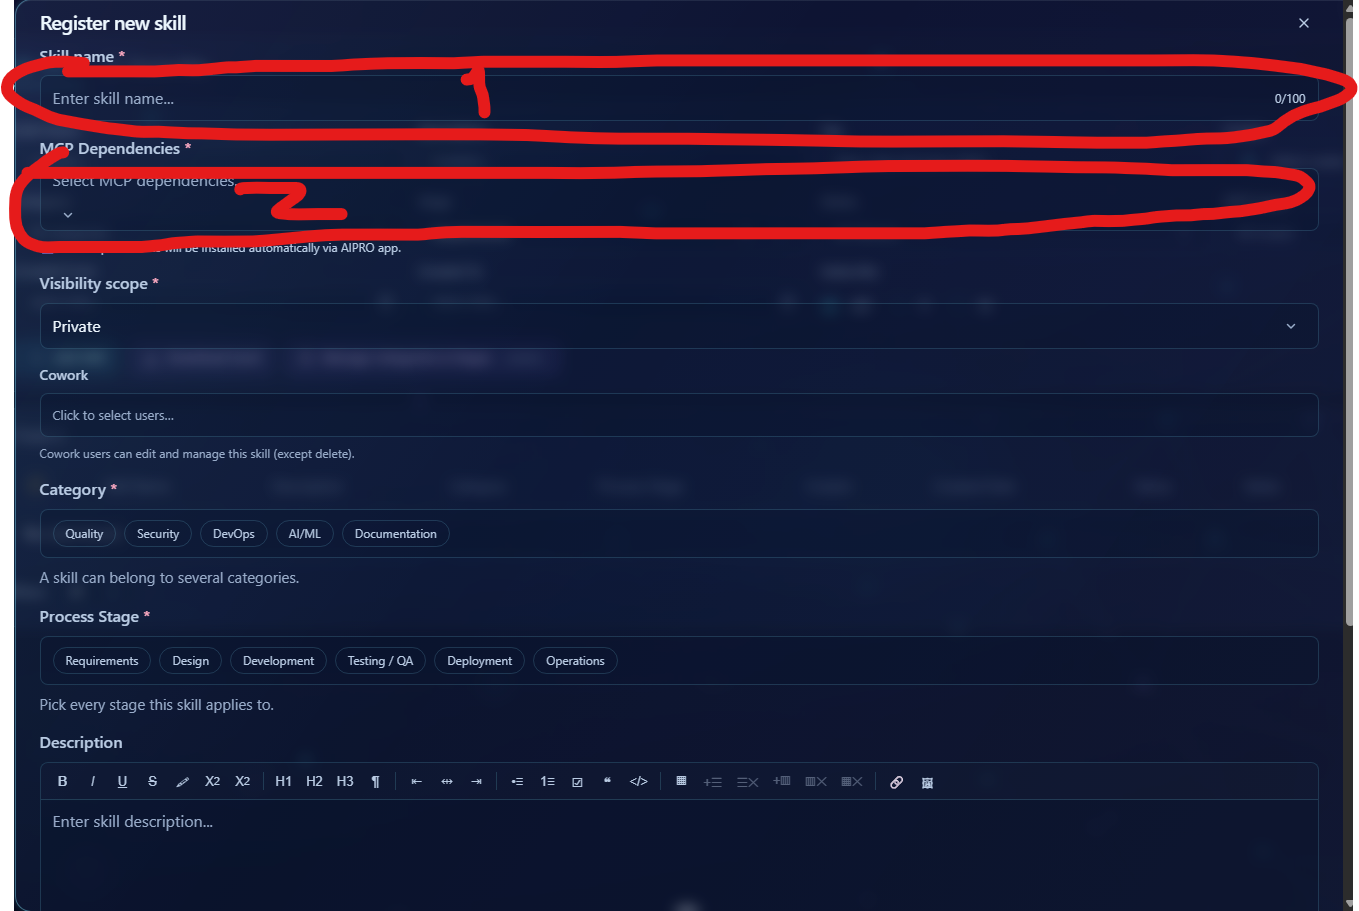 Register new skill
Skill name *
1
Enter skill name...
0/100
MCP Dependencies *
Select MCP dependencies.
2
will be installed automatically via AIPRO app.
Visibility scope *
Private
Cowork
Click to select users...
Cowork users can edit and manage this skill (except delete).
Category *
Quality Security DevOps AI/ML Documentation
A skill can belong to several categories.
Process Stage *
Requirements Design Development Testing / QA Deployment Operations
Pick every stage this skill applies to.
Description
B I U S X2 X2 H1 H2 H3 ¶ </>
Enter skill description...